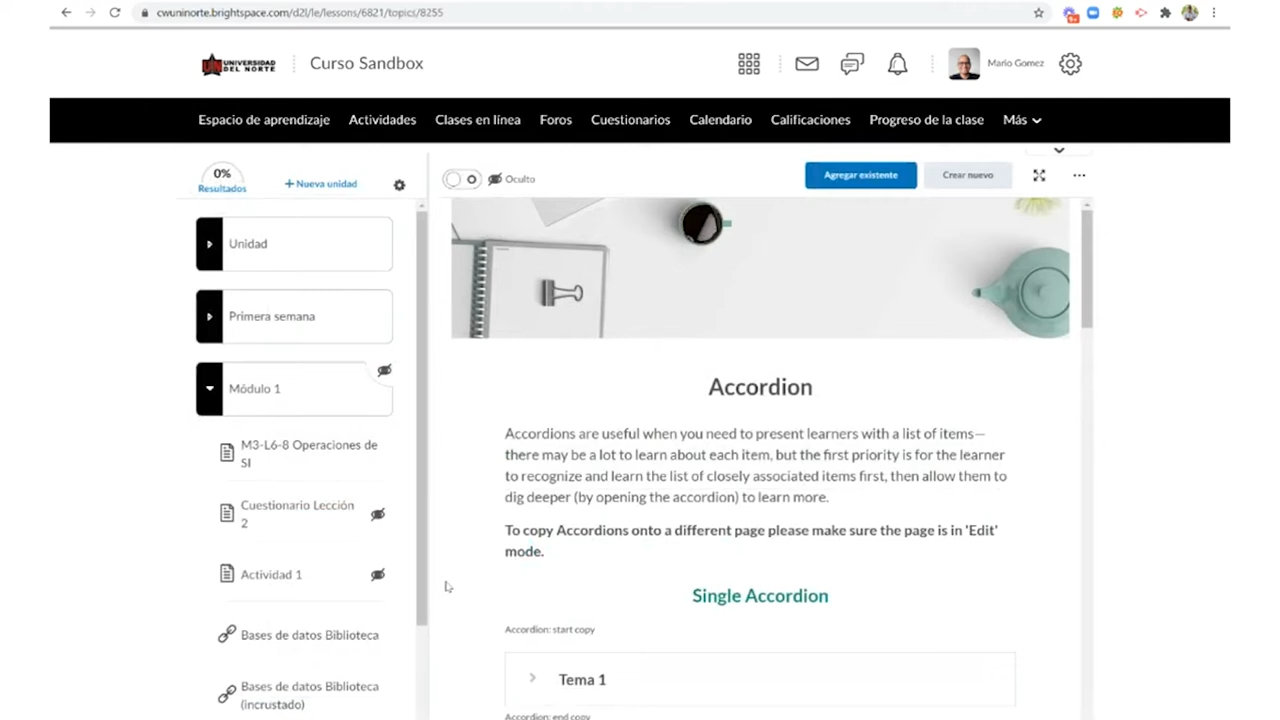 cwuninorte.brightspace.com/d2l/le/lessons/6821/topics/8255
UNIVERSIDAD
DEL NORTE
Curso Sandbox
Mario Gomez
Espacio de aprendizaje
Actividades
Clases en línea
Foros
Cuestionarios
Calendario
Calificaciones
Progreso de la clase
Más
0%
Resultados
+ Nueva unidad
Oculto
Agregar existente
Crear nuevo
Unidad
Primera semana
Módulo 1
M3-L6-8 Operaciones de
SI
Cuestionario Lección
2
Actividad 1
Bases de datos Biblioteca
Bases de datos Biblioteca
(incrustado)
Accordion
Accordions are useful when you need to present learners with a list of items—
there may be a lot to learn about each item, but the first priority is for the learner
to recognize and learn the list of closely associated items first, then allow them to
dig deeper (by opening the accordion) to learn more.
To copy Accordions onto a different page please make sure the page is in 'Edit'
mode.
Single Accordion
Accordion: start copy
Tema 1
Accordion: end copy